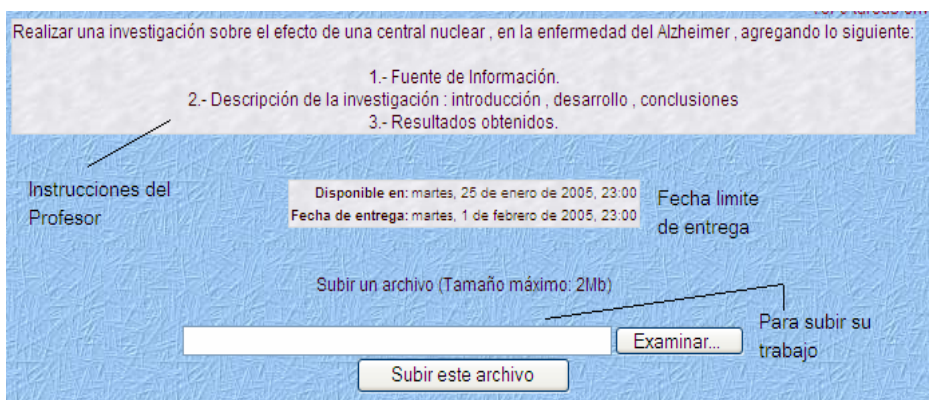 Realizar una investigación sobre el efecto de una central nuclear , en la enfermedad del Alzheimer , agregando lo siguiente:
1.- Fuente de Información.
2.- Descripción de la investigación : introducción , desarrollo , conclusiones
3.- Resultados obtenidos.
Instrucciones del
Profesor
Disponible en: martes, 25 de enero de 2005, 23:00
Fecha de entrega: martes, 1 de febrero de 2005, 23:00
Fecha limite
de entrega
Subir un archivo (Tamaño máximo: 2Mb)
Examinar...
Para subir su
trabajo
Subir este archivo